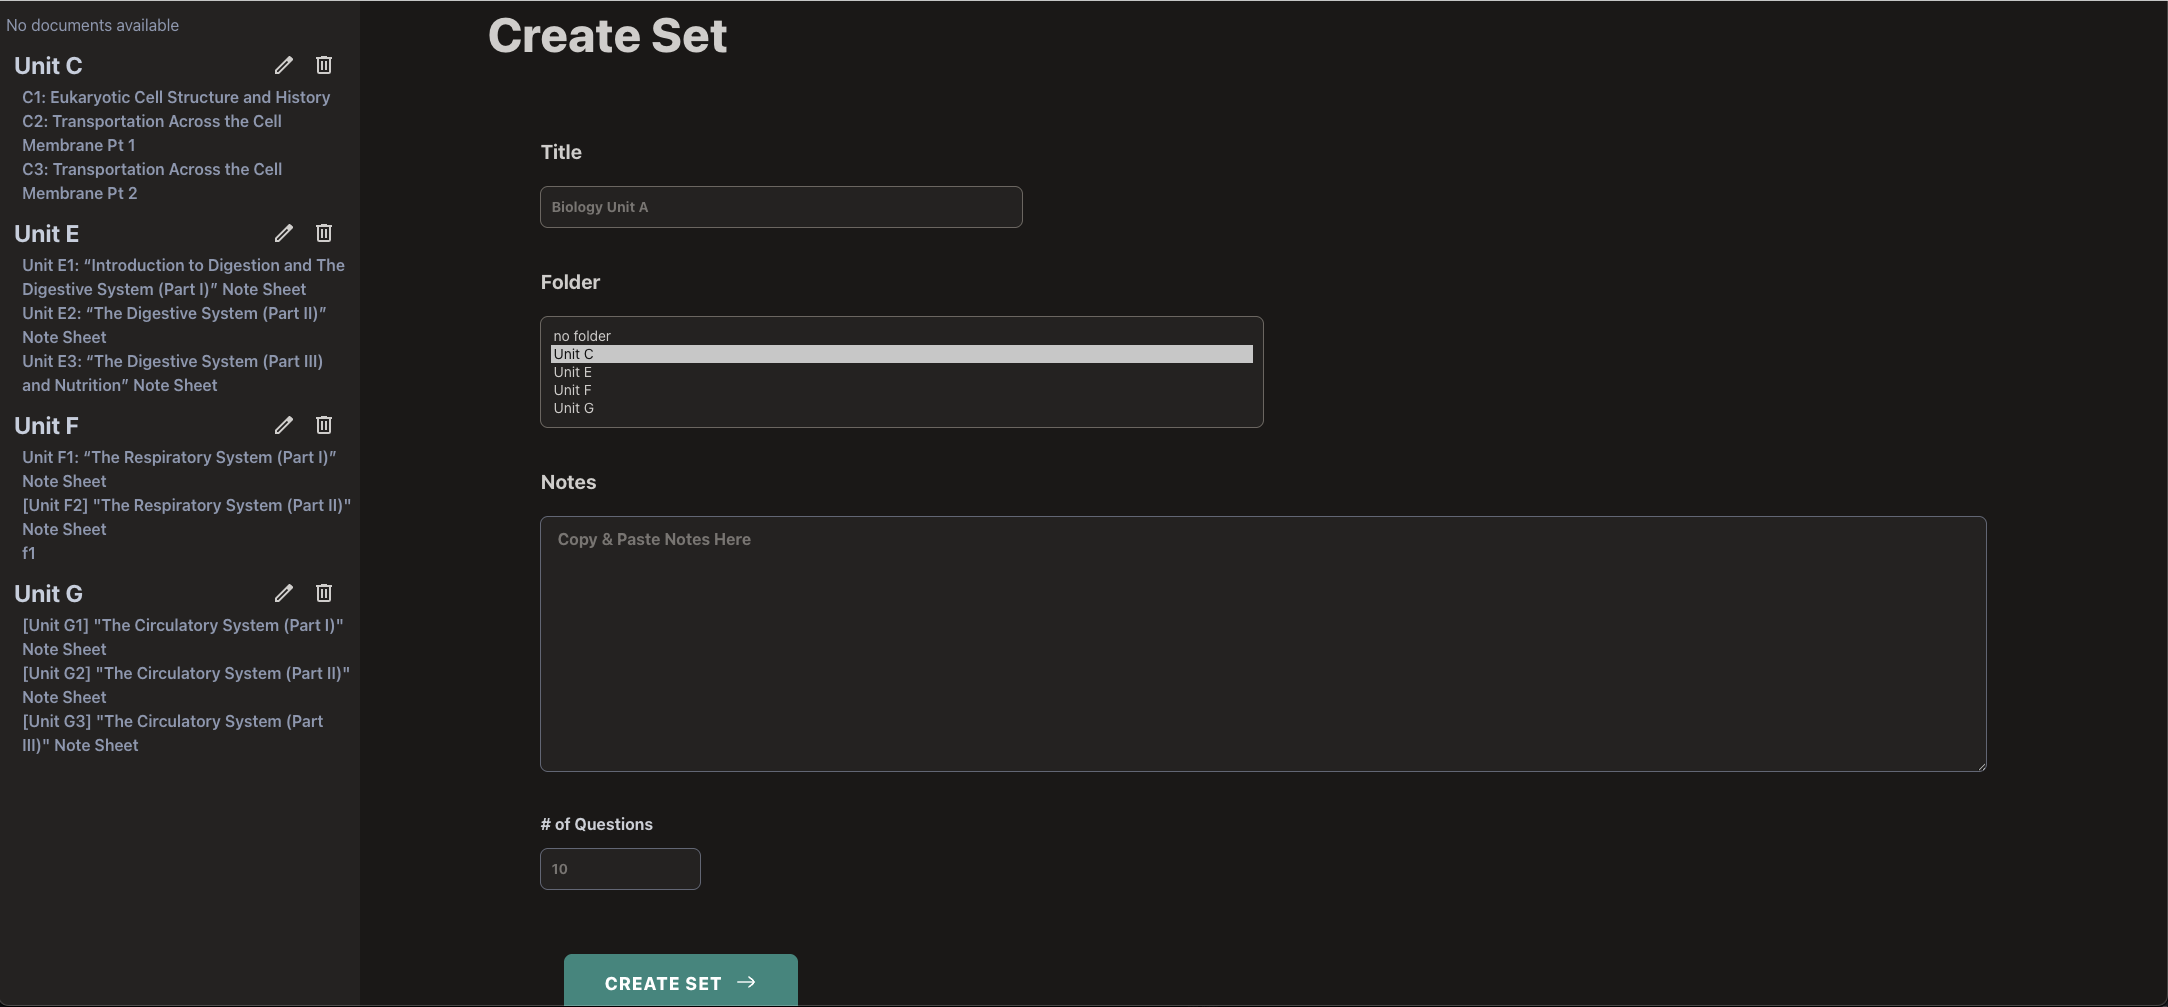 No documents available
Unit C
C1: Eukaryotic Cell Structure and History
C2: Transportation Across the Cell
Membrane Pt 1
C3: Transportation Across the Cell
Membrane Pt 2
Unit E
Unit E1: “Introduction to Digestion and The
Digestive System (Part I)” Note Sheet
Unit E2: “The Digestive System (Part II)”
Note Sheet
Unit E3: “The Digestive System (Part III)
and Nutrition” Note Sheet
Unit F
Unit F1: “The Respiratory System (Part I)”
Note Sheet
[Unit F2] "The Respiratory System (Part II)"
Note Sheet
f1
Unit G
[Unit G1] "The Circulatory System (Part I)"
Note Sheet
[Unit G2] "The Circulatory System (Part II)"
Note Sheet
[Unit G3] "The Circulatory System (Part
III)" Note Sheet
Create Set
Title
Biology Unit A
Folder
no folder
Unit C
Unit E
Unit F
Unit G
Notes
Copy & Paste Notes Here
# of Questions
10
CREATE SET →